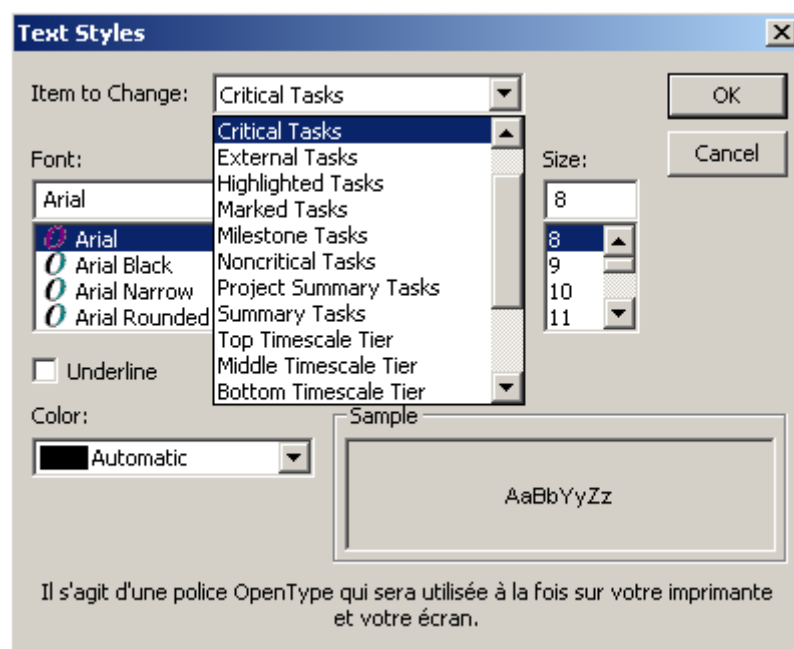 Text Styles
Item to Change:
Critical Tasks
OK
Cancel
Critical Tasks
External Tasks
Highlighted Tasks
Marked Tasks
Milestone Tasks
Noncritical Tasks
Project Summary Tasks
Summary Tasks
Top Timescale Tier
Middle Timescale Tier
Bottom Timescale Tier
Font:
Arial
Arial
Arial Black
Arial Narrow
Arial Rounded
Size:
8
8
9
10
11
Underline
Color:
Automatic
Sample
AaBbYyZz
Il s'agit d'une police OpenType qui sera utilisée à la fois sur votre imprimante
et votre écran.